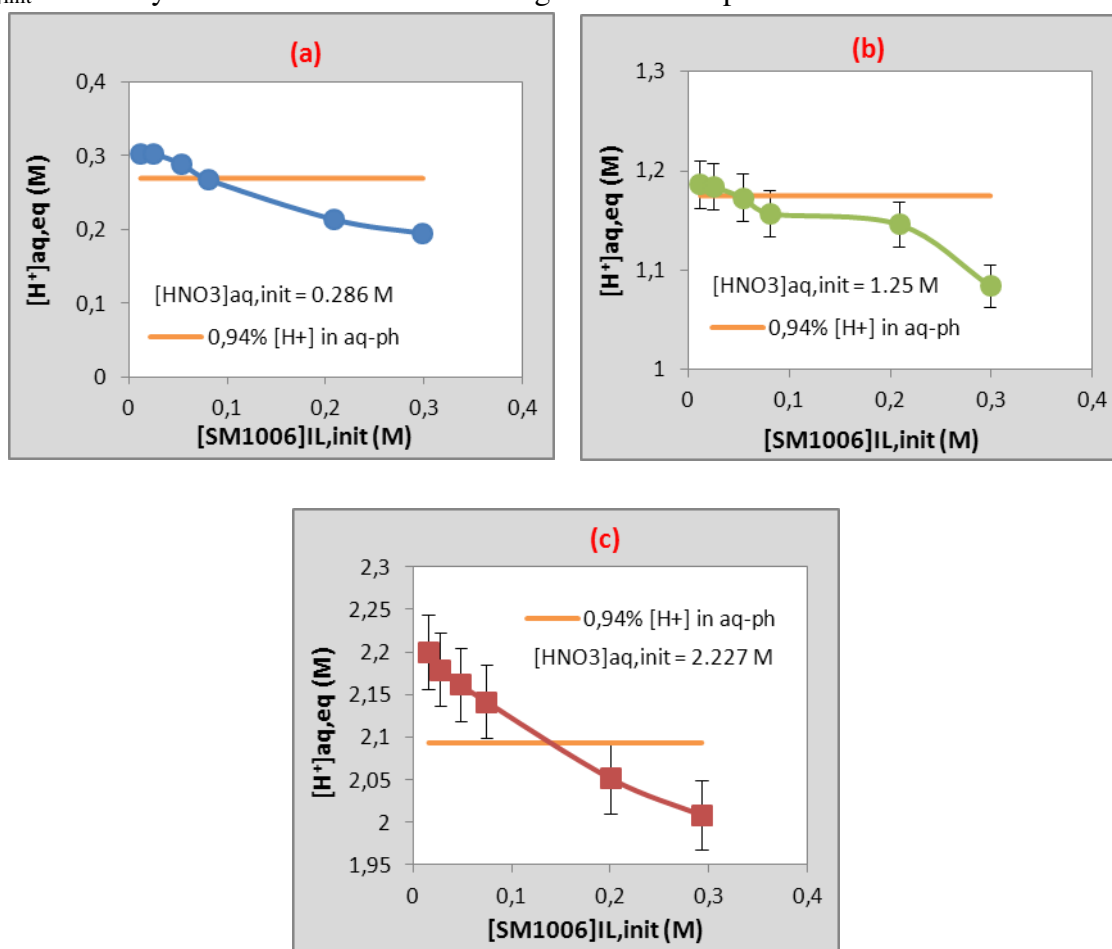 (a)
0,4
0,3
0,2
0,1
0
0
0,1
0,2
0,3
0,4
[H+]aq,eq (M)
[HNO3]aq,init = 0.286 M
0,94% [H+] in aq-ph
[SM1006]IL,init (M)
(b)
1,3
1,2
1,1
1
0
0,1
0,2
0,3
0,4
[H+]aq,eq (M)
[HNO3]aq,init = 1.25 M
0,94% [H+] in aq-ph
[SM1006]IL,init (M)
(c)
2,3
2,25
2,2
2,15
2,1
2,05
2
1,95
0
0,1
0,2
0,3
0,4
[H+]aq,eq (M)
0,94% [H+] in aq-ph
[HNO3]aq,init = 2.227 M
[SM1006]IL,init (M)